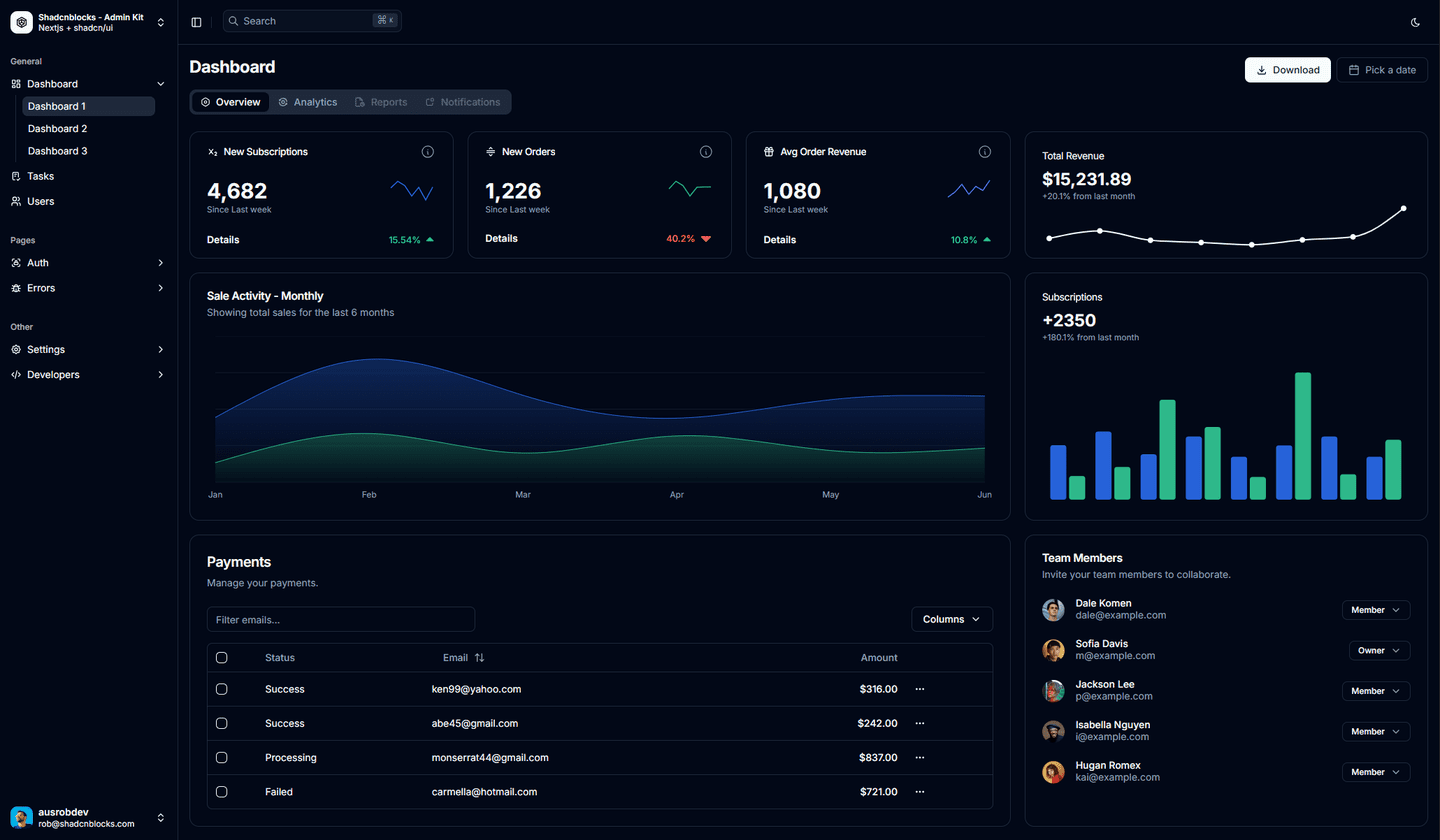 Shadcnblocks - Admin Kit
Nextjs + shadcn/ui
General
Dashboard
Dashboard 1
Dashboard 2
Dashboard 3
Tasks
Users
Pages
Auth
Errors
Other
Settings
Developers
ausrobdev
rob@shadcnblocks.com
Search
⌘ K
Dashboard
Download
Pick a date
Overview
Analytics
Reports
Notifications
X₂ New Subscriptions
4,682
Since Last week
Details
15.54%
New Orders
1,226
Since Last week
Details
40.2%
Avg Order Revenue
1,080
Since Last week
Details
10.8%
Total Revenue
$15,231.89
+20.1% from last month
Sale Activity - Monthly
Showing total sales for the last 6 months
Jan Feb Mar Apr May Jun
Subscriptions
+2350
+180.1% from last month
Payments
Manage your payments.
Filter emails...
Columns
Status Email Amount
Success ken99@yahoo.com $316.00 ...
Success abe45@gmail.com $242.00 ...
Processing monserrat44@gmail.com $837.00 ...
Failed carmella@hotmail.com $721.00 ...
Team Members
Invite your team members to collaborate.
Dale Komen
dale@example.com
Member
Sofia Davis
m@example.com
Owner
Jackson Lee
p@example.com
Member
Isabella Nguyen
i@example.com
Member
Hugan Romex
kai@example.com
Member